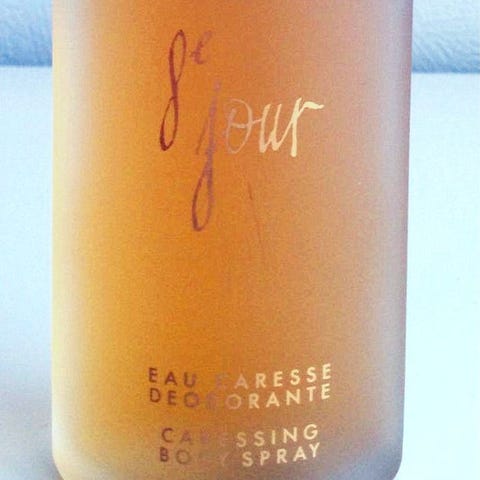 8e
jour
EAU CARESSE
DEODORANTE
CARESSING
BODY SPRAY